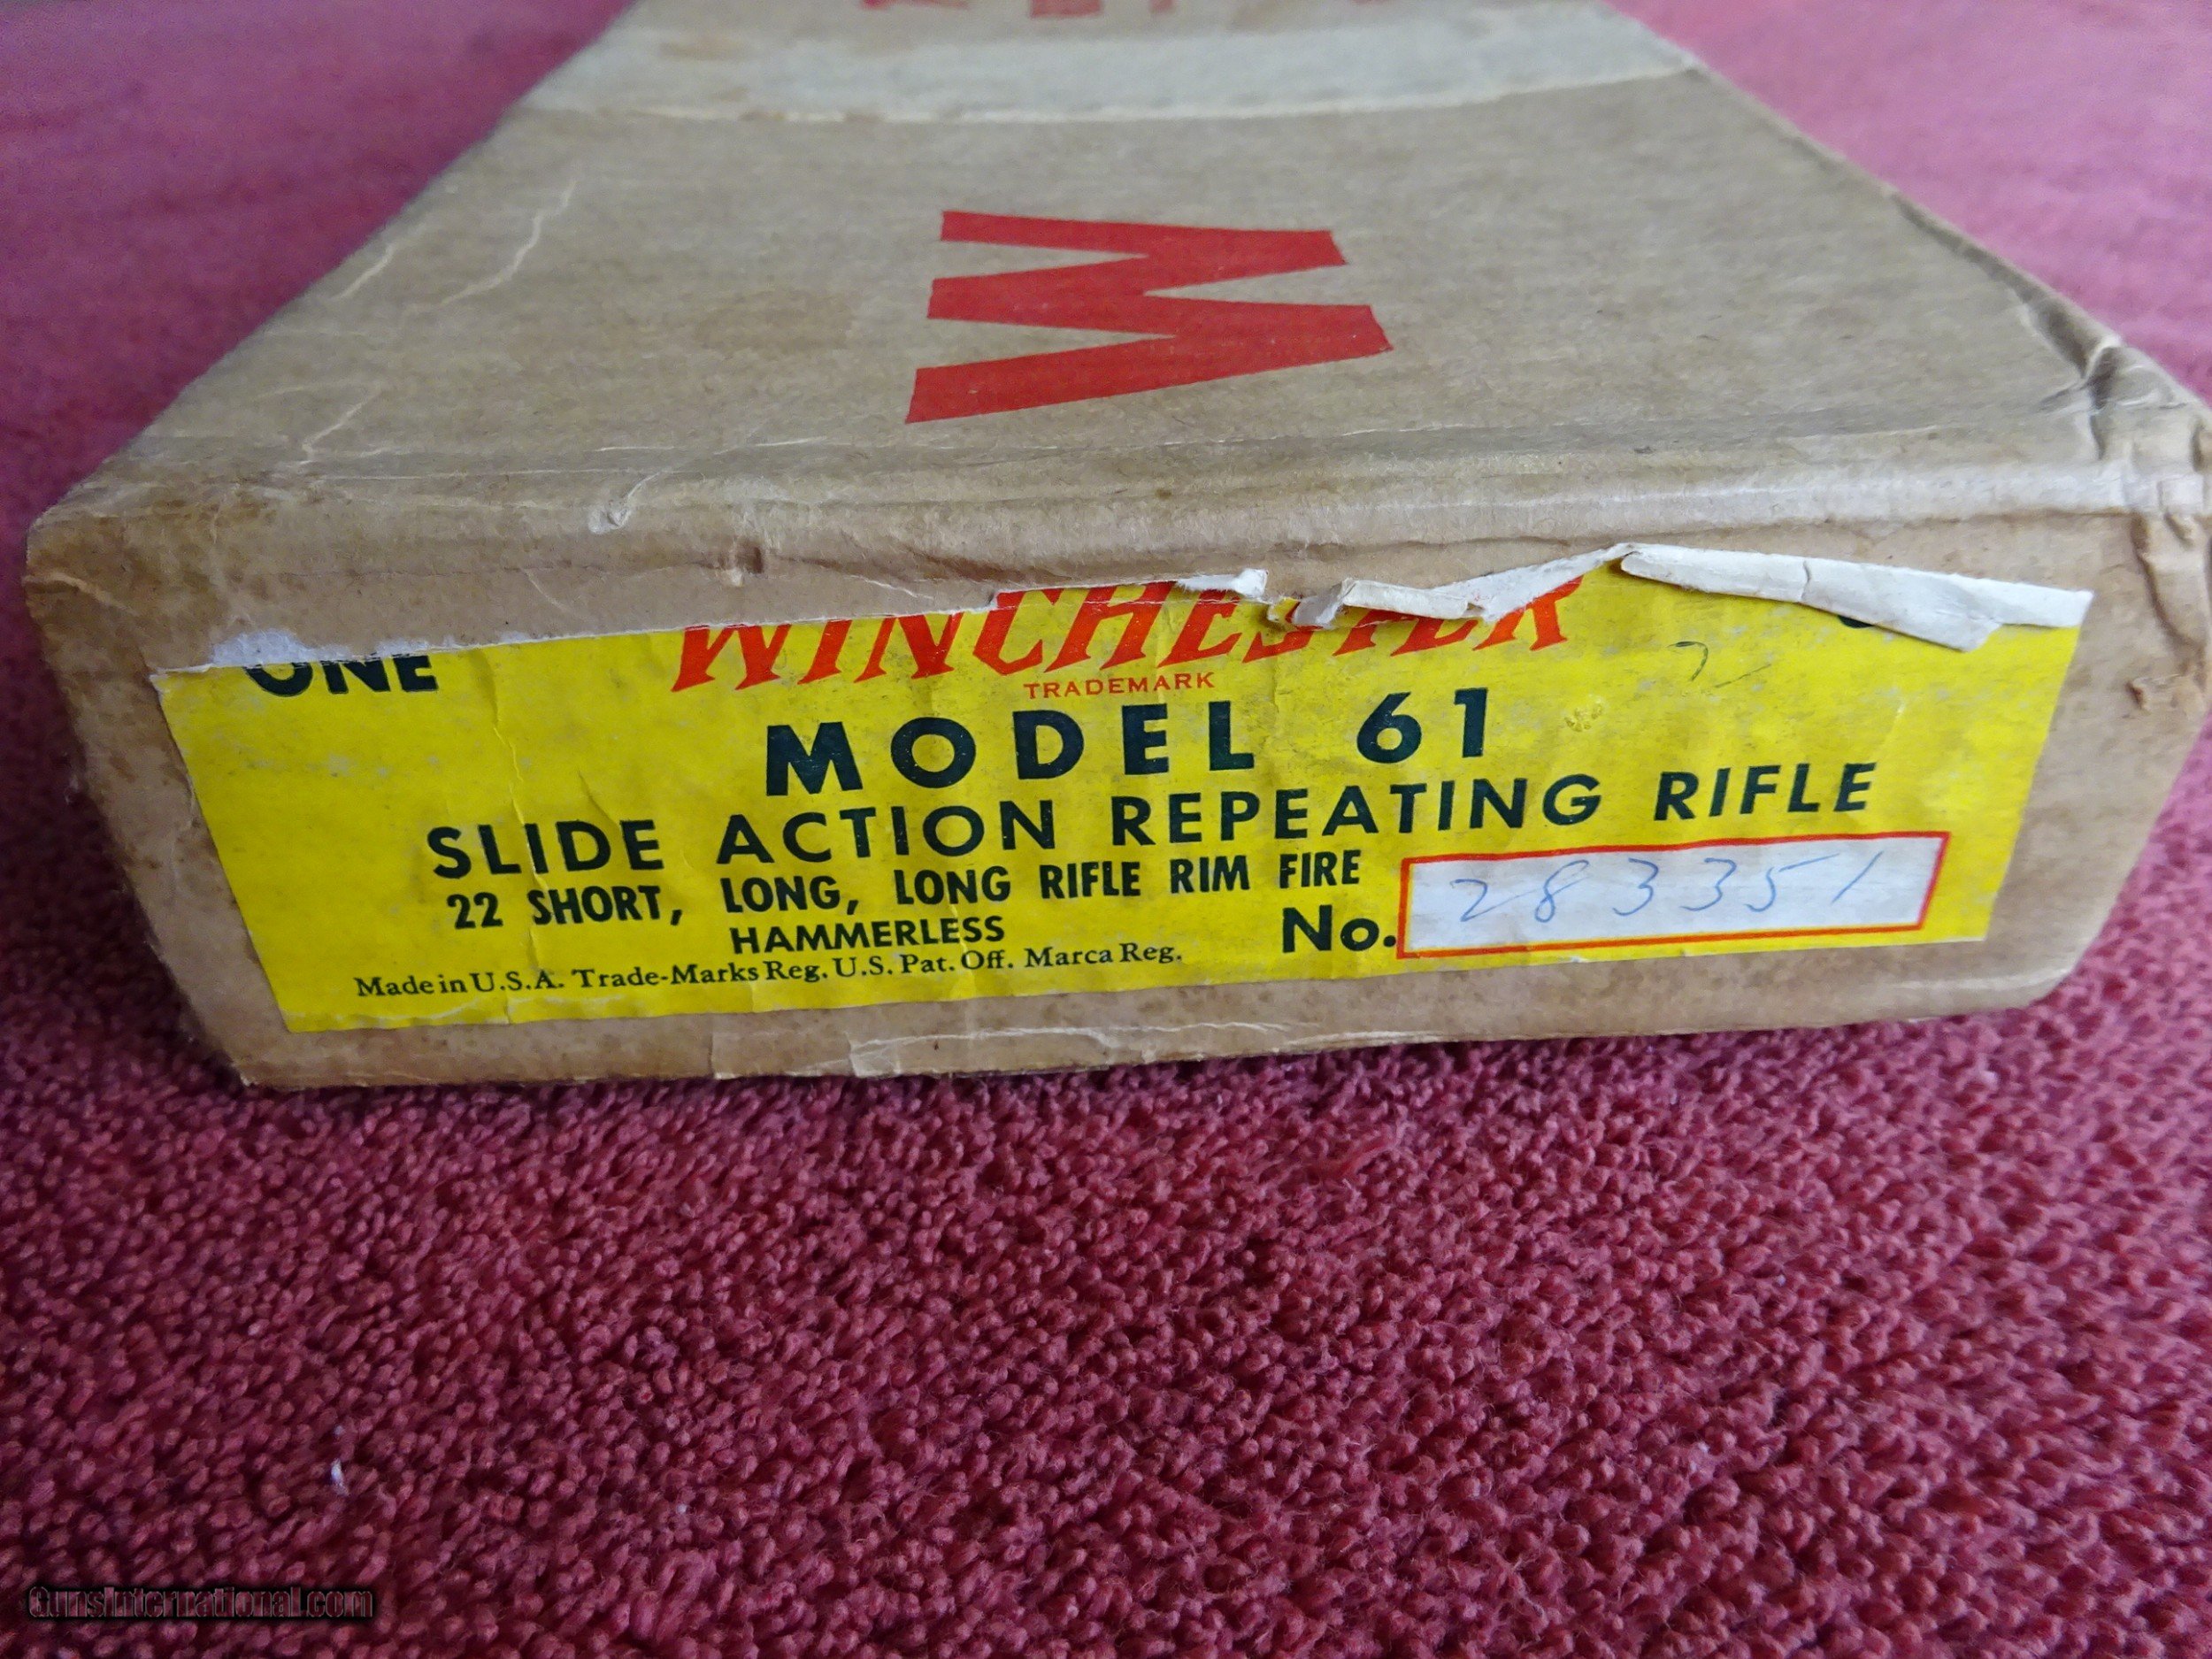 W
ONE
WINCHESTER
TRADEMARK
MODEL 61
SLIDE ACTION REPEATING RIFLE
22 SHORT, LONG, LONG RIFLE RIM FIRE
HAMMERLESS
No. 283351
Made in U.S.A. Trade-Marks Reg. U.S. Pat. Off. Marca Reg.
GunsInternational.com